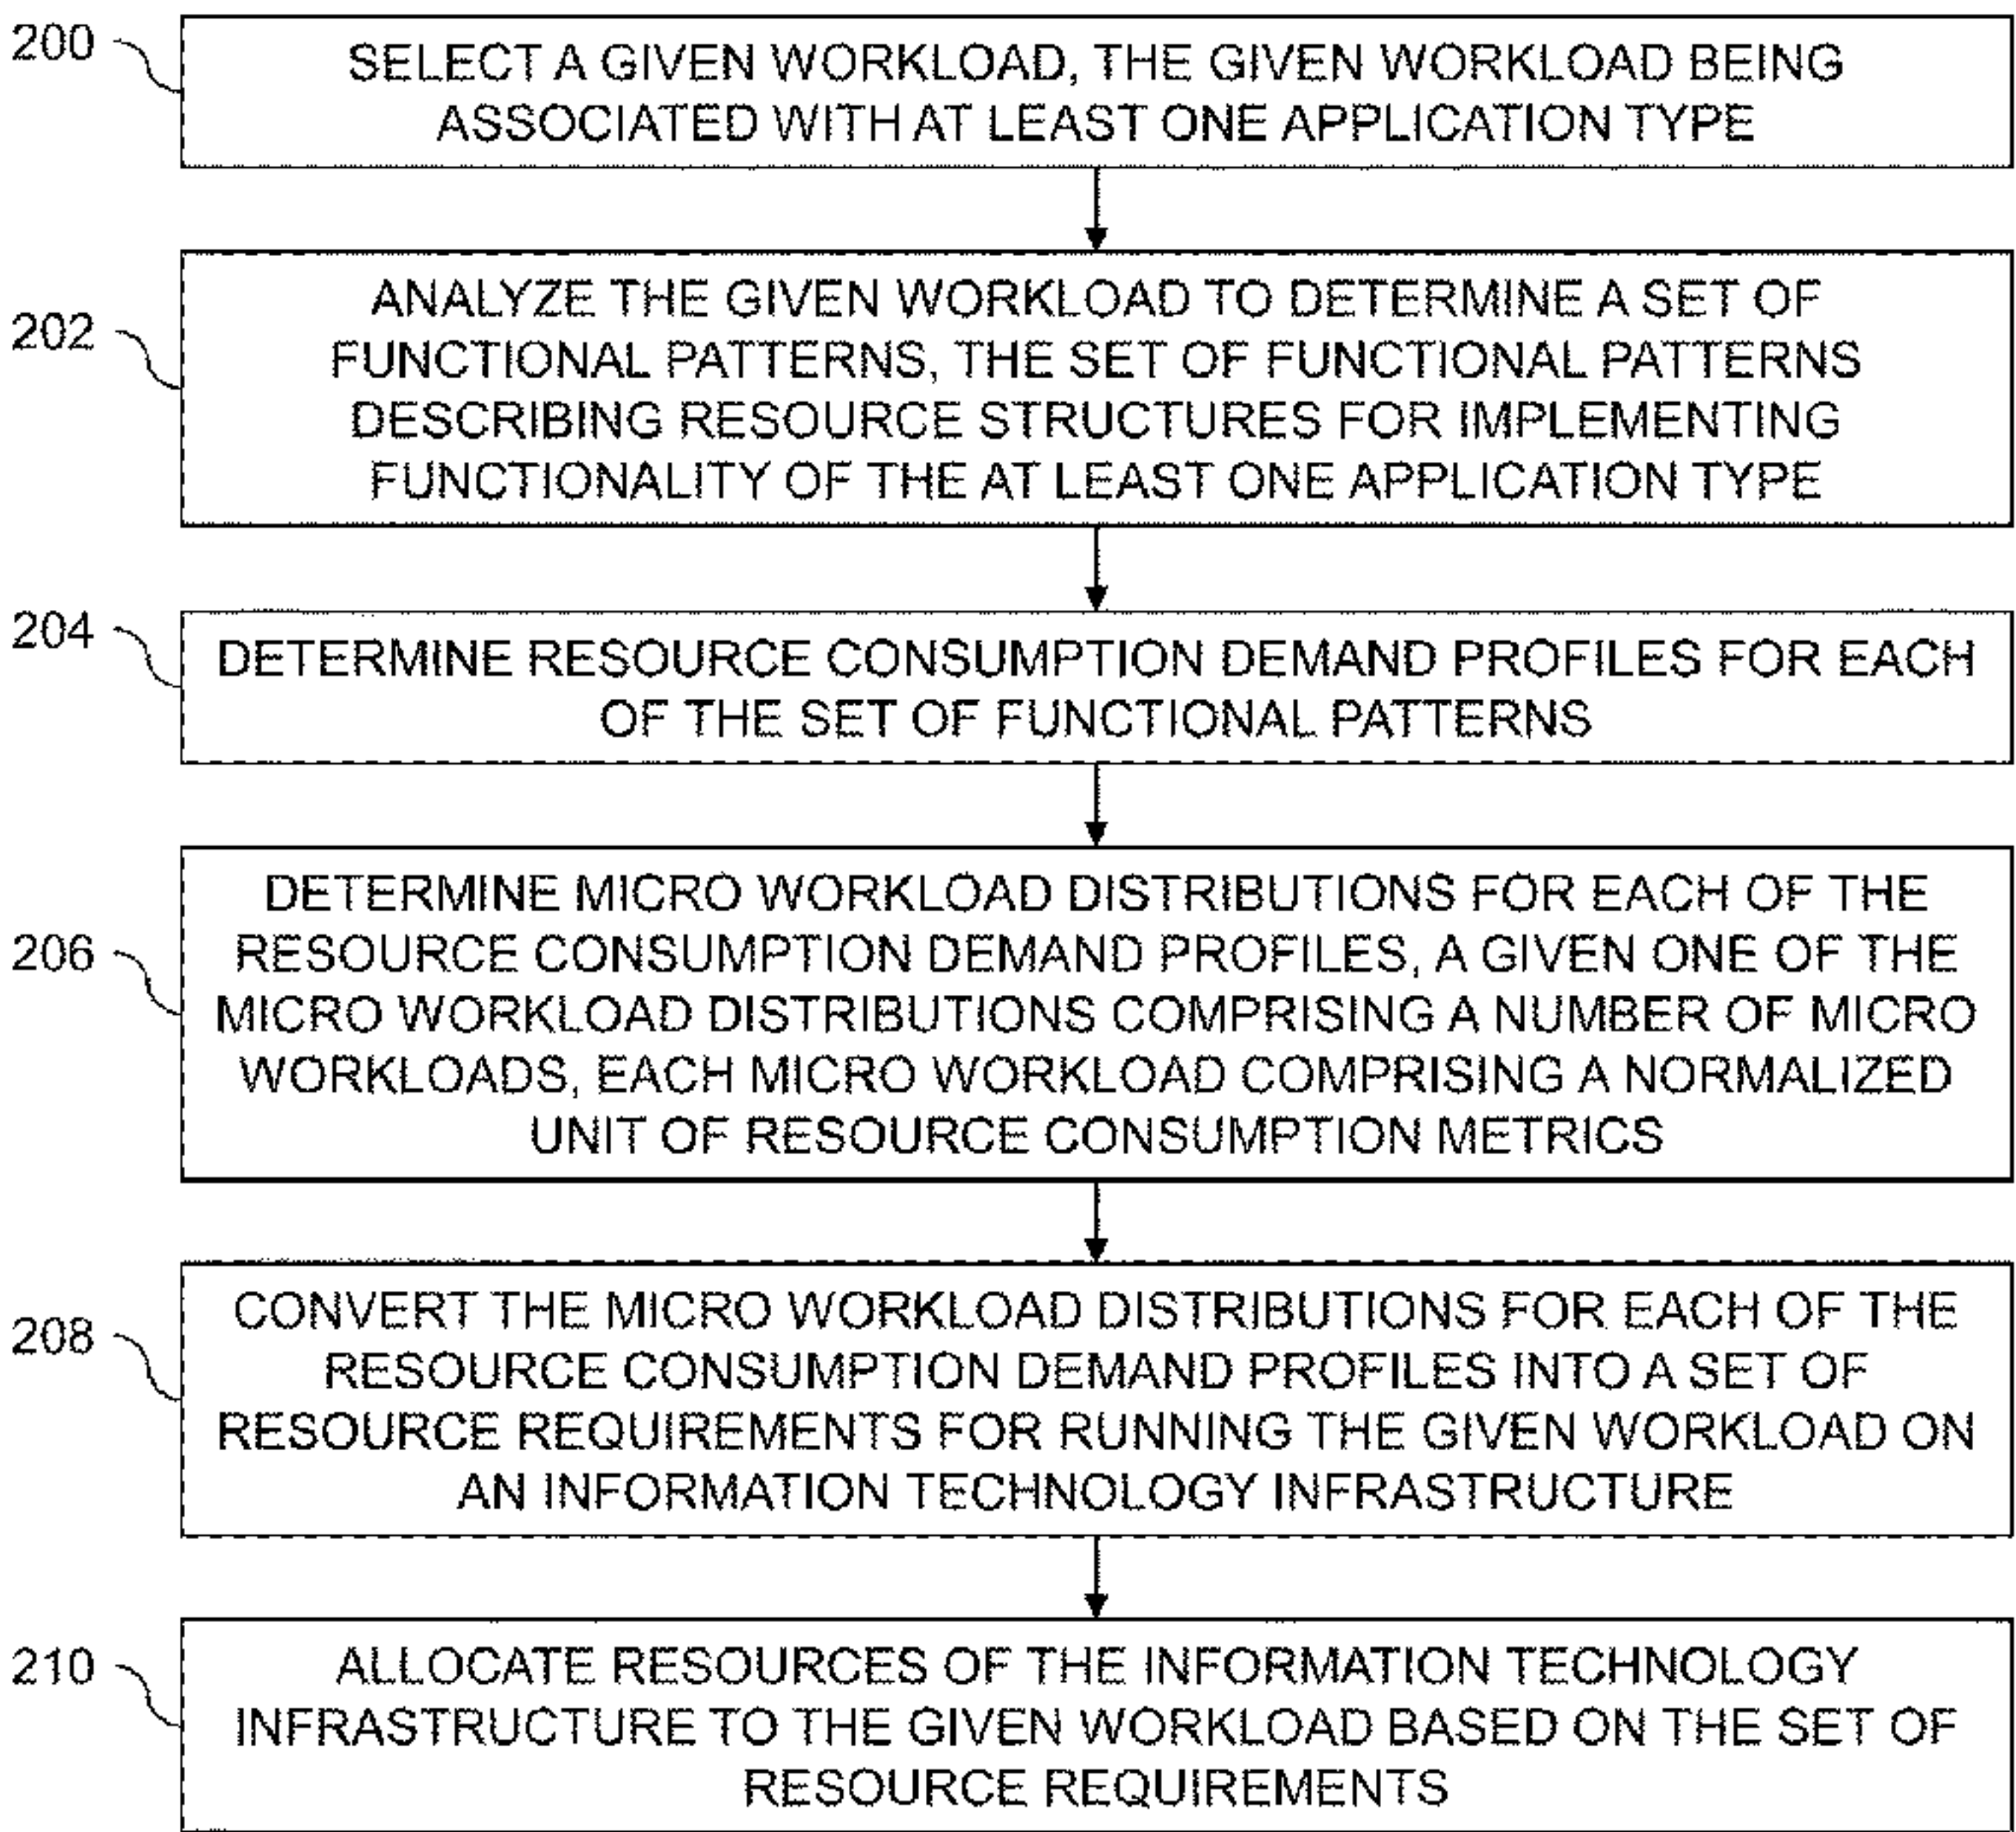 200
SELECT A GIVEN WORKLOAD, THE GIVEN WORKLOAD BEING
ASSOCIATED WITH AT LEAST ONE APPLICATION TYPE
202
ANALYZE THE GIVEN WORKLOAD TO DETERMINE A SET OF
FUNCTIONAL PATTERNS, THE SET OF FUNCTIONAL PATTERNS
DESCRIBING RESOURCE STRUCTURES FOR IMPLEMENTING
FUNCTIONALITY OF THE AT LEAST ONE APPLICATION TYPE
204
DETERMINE RESOURCE CONSUMPTION DEMAND PROFILES FOR EACH
OF THE SET OF FUNCTIONAL PATTERNS
206
DETERMINE MICRO WORKLOAD DISTRIBUTIONS FOR EACH OF THE
RESOURCE CONSUMPTION DEMAND PROFILES, A GIVEN ONE OF THE
MICRO WORKLOAD DISTRIBUTIONS COMPRISING A NUMBER OF MICRO
WORKLOADS, EACH MICRO WORKLOAD COMPRISING A NORMALIZED
UNIT OF RESOURCE CONSUMPTION METRICS
208
CONVERT THE MICRO WORKLOAD DISTRIBUTIONS FOR EACH OF THE
RESOURCE CONSUMPTION DEMAND PROFILES INTO A SET OF
RESOURCE REQUIREMENTS FOR RUNNING THE GIVEN WORKLOAD ON
AN INFORMATION TECHNOLOGY INFRASTRUCTURE
210
ALLOCATE RESOURCES OF THE INFORMATION TECHNOLOGY
INFRASTRUCTURE TO THE GIVEN WORKLOAD BASED ON THE SET OF
RESOURCE REQUIREMENTS